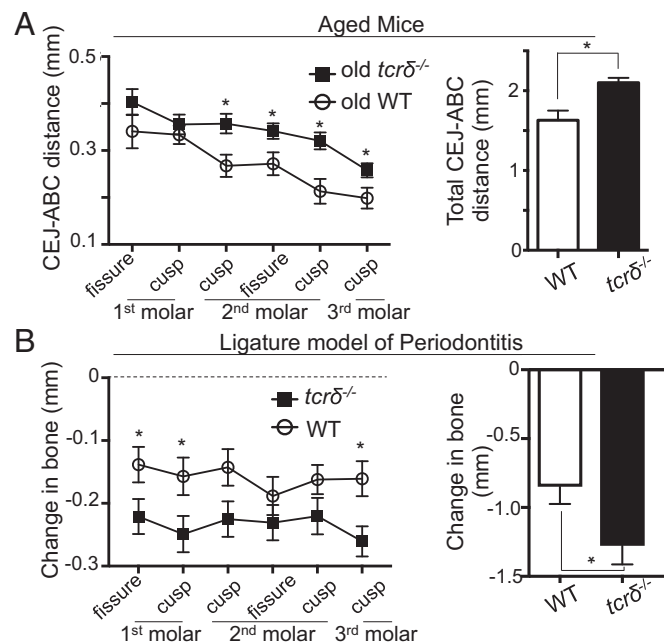 A
Aged Mice
CEJ-ABC distance (mm)
0.5
0.3
0.1
old tcrδ-/-
old WT
* * * *
fissure
cusp
cusp
fissure
cusp
cusp
1st molar
2nd molar
3rd molar
Total CEJ-ABC
distance (mm)
2
1
0
*
WT
tcrδ-/-
B
Ligature model of Periodontitis
Change in bone (mm)
0
-0.1
-0.2
-0.3
tcrδ-/-
WT
* * *
fissure
cusp
cusp
fissure
cusp
cusp
1st molar
2nd molar
3rd molar
Change in bone
(mm)
0
-0.5
-1.0
-1.5
*
WT
tcrδ-/-